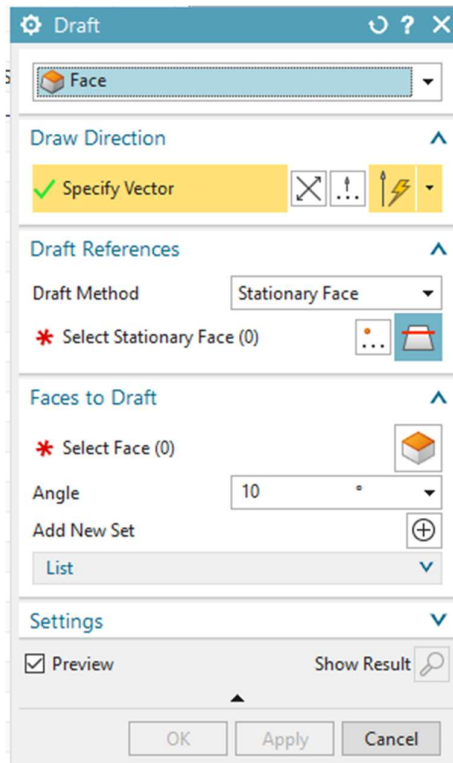 Draft
Face
Draw Direction
Specify Vector
Draft References
Draft Method Stationary Face
* Select Stationary Face (0)
Faces to Draft
* Select Face (0)
Angle 10 °
Add New Set
List
Settings
Preview Show Result
OK Apply Cancel